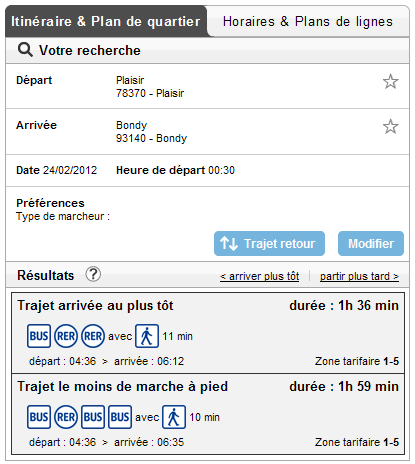 Itinéraire & Plan de quartier Horaires & Plans de lignes
Votre recherche
Départ Plaisir
78370 - Plaisir
Arrivée Bondy
93140 - Bondy
Date 24/02/2012 Heure de départ 00:30
Préférences
Type de marcheur :
Trajet retour Modifier
Résultats ? < arriver plus tôt partir plus tard >
Trajet arrivée au plus tôt durée : 1h 36 min
BUS RER RER avec 11 min
départ : 04:36 > arrivée : 06:12 Zone tarifaire 1-5
Trajet le moins de marche à pied durée : 1h 59 min
BUS RER BUS BUS avec 10 min
départ : 04:36 > arrivée : 06:35 Zone tarifaire 1-5